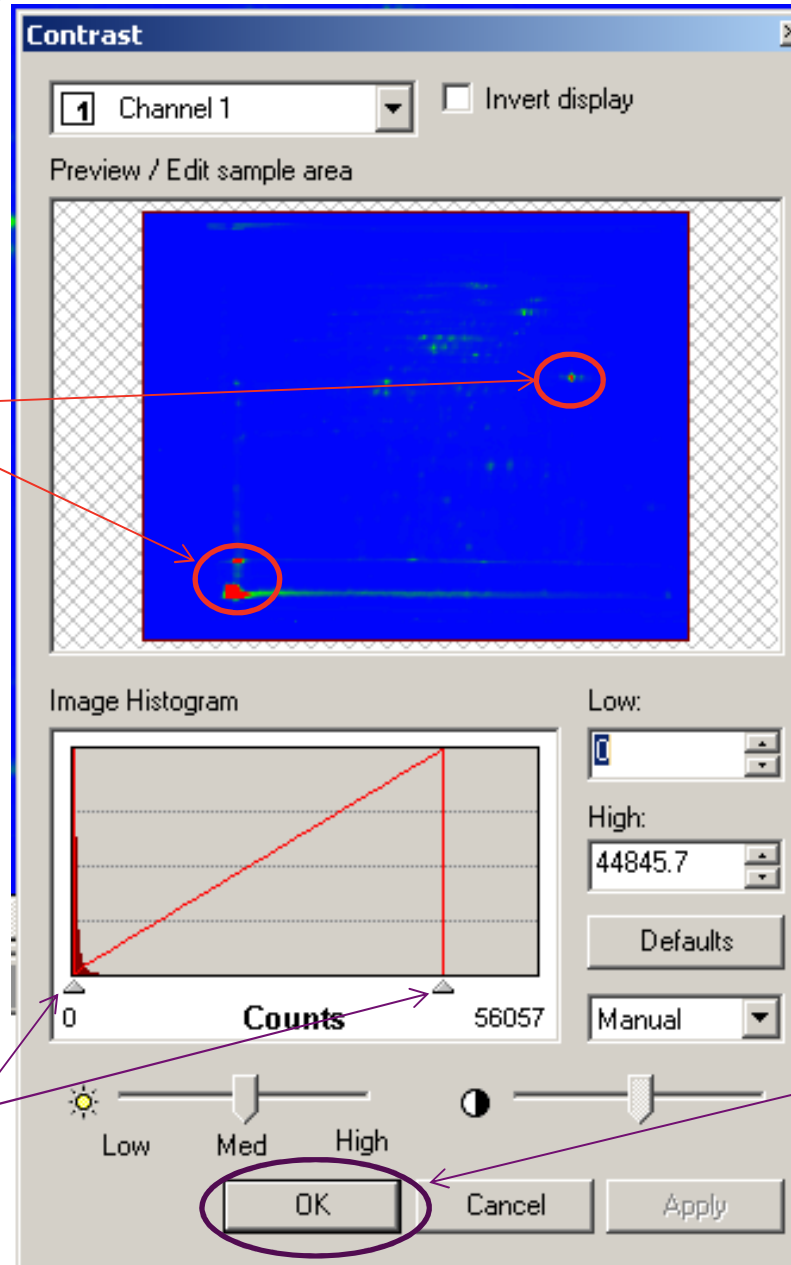 Contrast
1 Channel 1
Invert display
Preview / Edit sample area
Image Histogram
Low:
0
High:
44845.7
Defaults
0 Counts 56057
Manual
Low Med High
OK Cancel Apply